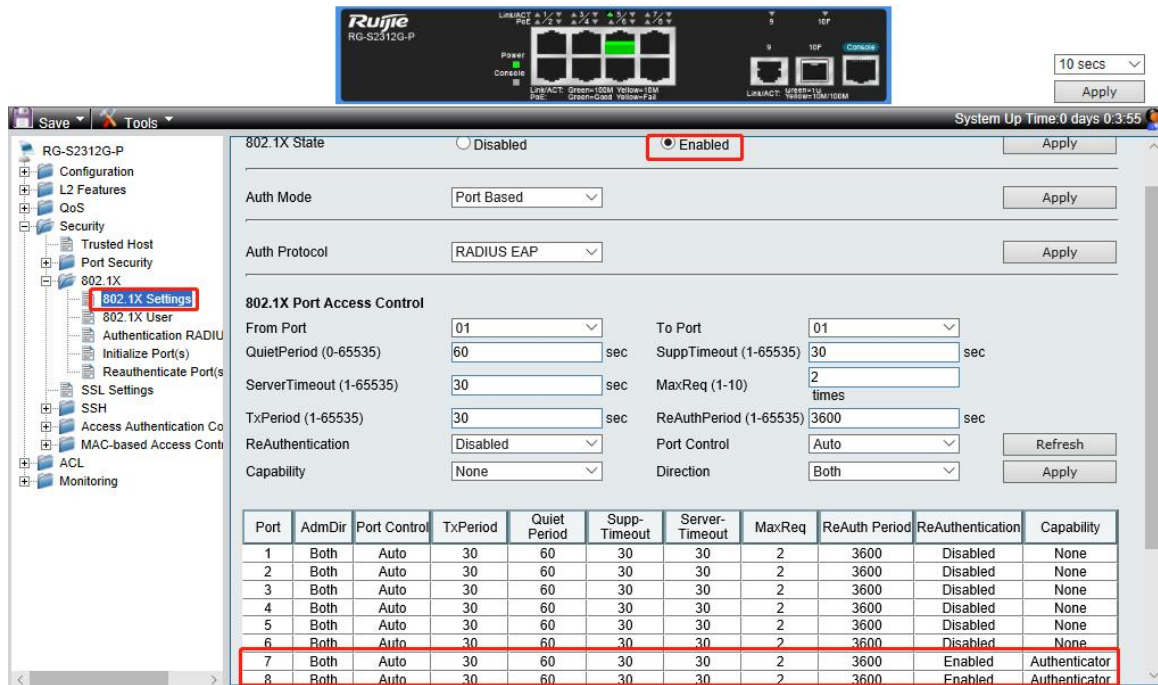 Ruijie
RG-S2312G-P
Link/ACT 1/ 3/ 5/ 7/
PoE /2 /4 /6 /8
9 10F
Power
Console
9 10F Console
Link/ACT: Green=100M Yellow=10M
PoE: Green=Good Yellow=Fail
Link/ACT: Green=1G
Yellow=10M/100M
10 secs
Apply
Save Tools System Up Time:0 days 0:3:55
RG-S2312G-P
Configuration
L2 Features
QoS
Security
Trusted Host
Port Security
802.1X
802.1X Settings
802.1X User
Authentication RADIU
Initialize Port(s)
Reauthenticate Port(s
SSL Settings
SSH
Access Authentication Co
MAC-based Access Contr
ACL
Monitoring
802.1X State Disabled Enabled Apply
Auth Mode Port Based Apply
Auth Protocol RADIUS EAP Apply
802.1X Port Access Control
From Port 01 To Port 01
QuietPeriod (0-65535) 60 sec SuppTimeout (1-65535) 30 sec
ServerTimeout (1-65535) 30 sec MaxReq (1-10) 2
times
TxPeriod (1-65535) 30 sec ReAuthPeriod (1-65535) 3600 sec
ReAuthentication Disabled Port Control Auto Refresh
Capability None Direction Both Apply
Port AdmDir Port Control TxPeriod Quiet Period Supp-Timeout Server-Timeout MaxReq ReAuth Period ReAuthentication Capability
1 Both Auto 30 60 30 30 2 3600 Disabled None
2 Both Auto 30 60 30 30 2 3600 Disabled None
3 Both Auto 30 60 30 30 2 3600 Disabled None
4 Both Auto 30 60 30 30 2 3600 Disabled None
5 Both Auto 30 60 30 30 2 3600 Disabled None
6 Both Auto 30 60 30 30 2 3600 Disabled None
7 Both Auto 30 60 30 30 2 3600 Enabled Authenticator
8 Both Auto 30 60 30 30 2 3600 Enabled Authenticator